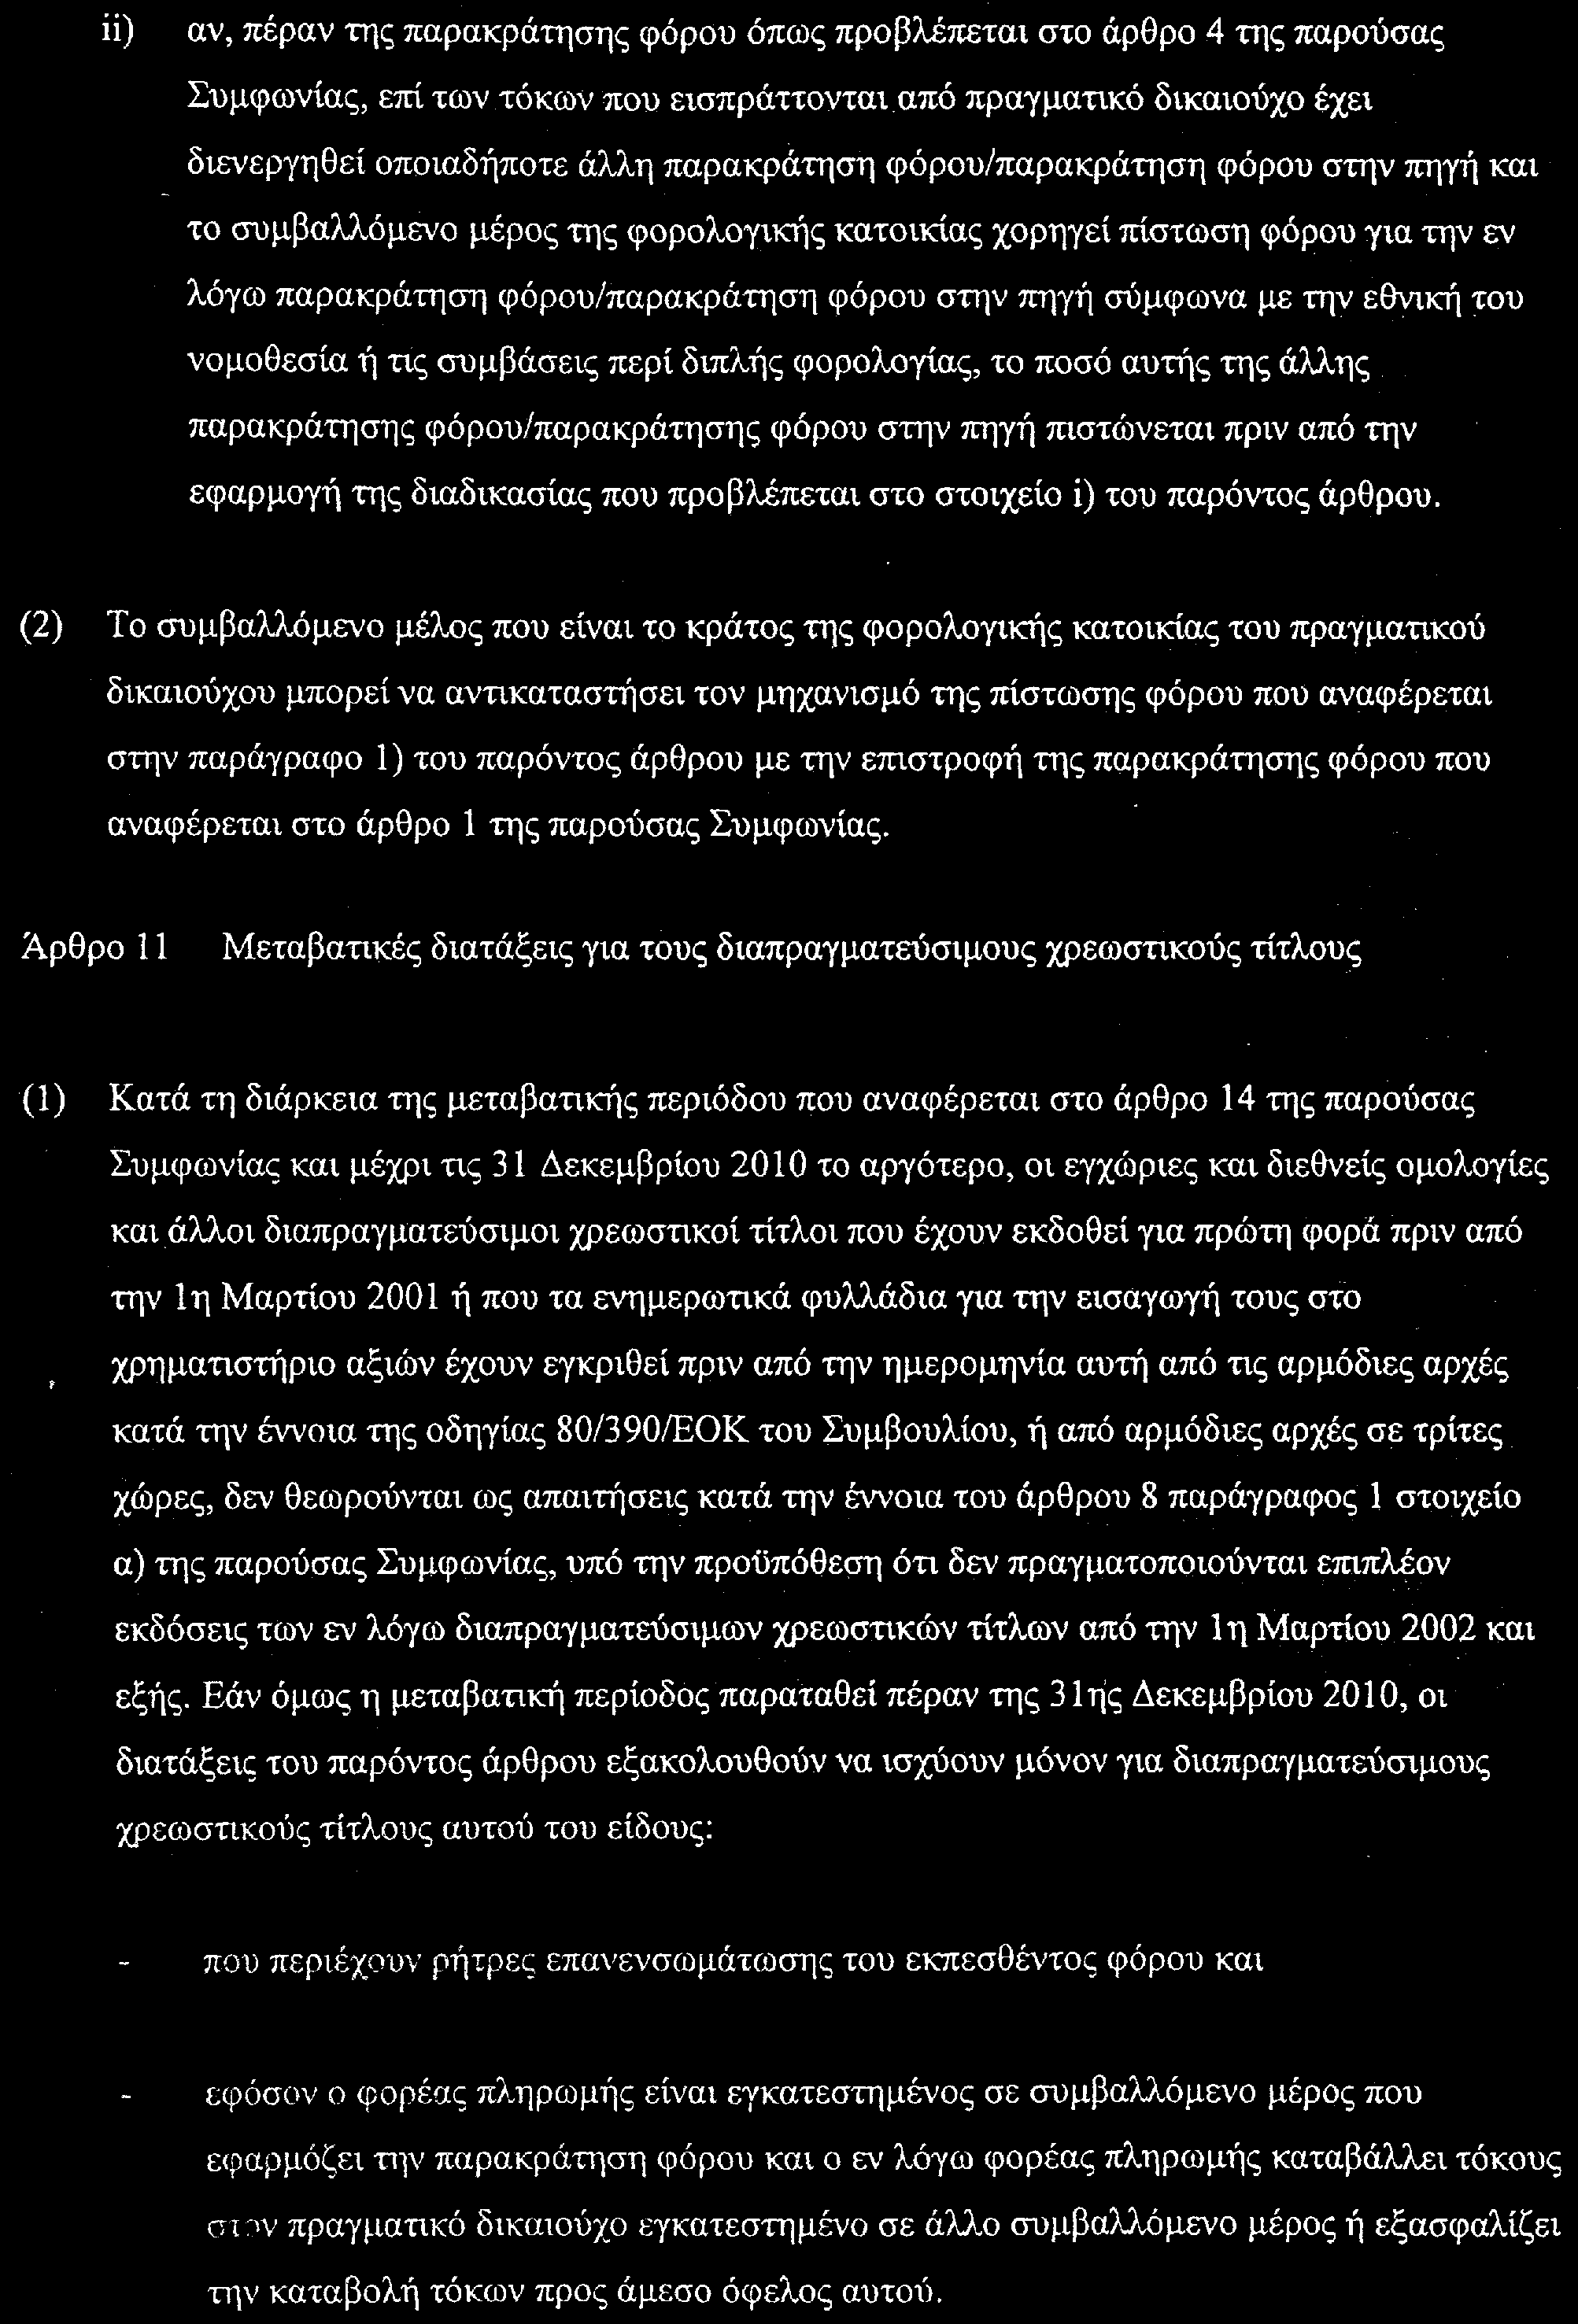 ii) αν, πέραν της παρακράτησης φόρου όπως προβλέπεται στο άρθρο 4 της παρούσας
Συμφωνίας, επί των τόκων που εισπράττονται από πραγματικό δικαιούχο έχει
διενεργηθεί οποιαδήποτε άλλη παρακράτηση φόρου/παρακράτηση φόρου στην πηγή και
το συμβαλλόμενο μέρος της φορολογικής κατοικίας χορηγεί πίστωση φόρου για την εν
λόγω παρακράτηση φόρου/παρακράτηση φόρου στην πηγή σύμφωνα με την εθνική του
νομοθεσία ή τις συμβάσεις περί διπλής φορολογίας, το ποσό αυτής της άλλης
παρακράτησης φόρου/παρακράτησης φόρου στην πηγή πιστώνεται πριν από την
εφαρμογή της διαδικασίας που προβλέπεται στο στοιχείο i) του παρόντος άρθρου.
(2) Το συμβαλλόμενο μέλος που είναι το κράτος της φορολογικής κατοικίας του πραγματικού
δικαιούχου μπορεί να αντικαταστήσει τον μηχανισμό της πίστωσης φόρου που αναφέρεται
στην παράγραφο 1) του παρόντος άρθρου με την επιστροφή της παρακράτησης φόρου που
αναφέρεται στο άρθρο 1 της παρούσας Συμφωνίας.
Άρθρο 11 Μεταβατικές διατάξεις για τους διαπραγματεύσιμους χρεωστικούς τίτλους
(1) Κατά τη διάρκεια της μεταβατικής περιόδου που αναφέρεται στο άρθρο 14 της παρούσας
Συμφωνίας και μέχρι τις 31 Δεκεμβρίου 2010 το αργότερο, οι εγχώριες και διεθνείς ομολογίες
και άλλοι διαπραγματεύσιμοι χρεωστικοί τίτλοι που έχουν εκδοθεί για πρώτη φορά πριν από
την 1η Μαρτίου 2001 ή που τα ενημερωτικά φυλλάδια για την εισαγωγή τους στο
χρηματιστήριο αξιών έχουν εγκριθεί πριν από την ημερομηνία αυτή από τις αρμόδιες αρχές
κατά την έννοια της οδηγίας 80/390/ΕΟΚ του Συμβουλίου, ή από αρμόδιες αρχές σε τρίτες
χώρες, δεν θεωρούνται ως απαιτήσεις κατά την έννοια του άρθρου 8 παράγραφος 1 στοιχείο
α) της παρούσας Συμφωνίας, υπό την προϋπόθεση ότι δεν πραγματοποιούνται επιπλέον
εκδόσεις των εν λόγω διαπραγματεύσιμων χρεωστικών τίτλων από την 1η Μαρτίου 2002 και
εξής. Εάν όμως η μεταβατική περίοδος παραταθεί πέραν της 31ης Δεκεμβρίου 2010, οι
διατάξεις του παρόντος άρθρου εξακολουθούν να ισχύουν μόνον για διαπραγματεύσιμους
χρεωστικούς τίτλους αυτού του είδους:
- που περιέχουν ρήτρες επανενσωμάτωσης του εκπεσθέντος φόρου και
- εφόσον ο φορέας πληρωμής είναι εγκατεστημένος σε συμβαλλόμενο μέρος που
εφαρμόζει την παρακράτηση φόρου και ο εν λόγω φορέας πληρωμής καταβάλλει τόκους
στον πραγματικό δικαιούχο εγκατεστημένο σε άλλο συμβαλλόμενο μέρος ή εξασφαλίζει
την καταβολή τόκων προς άμεσο όφελος αυτού.